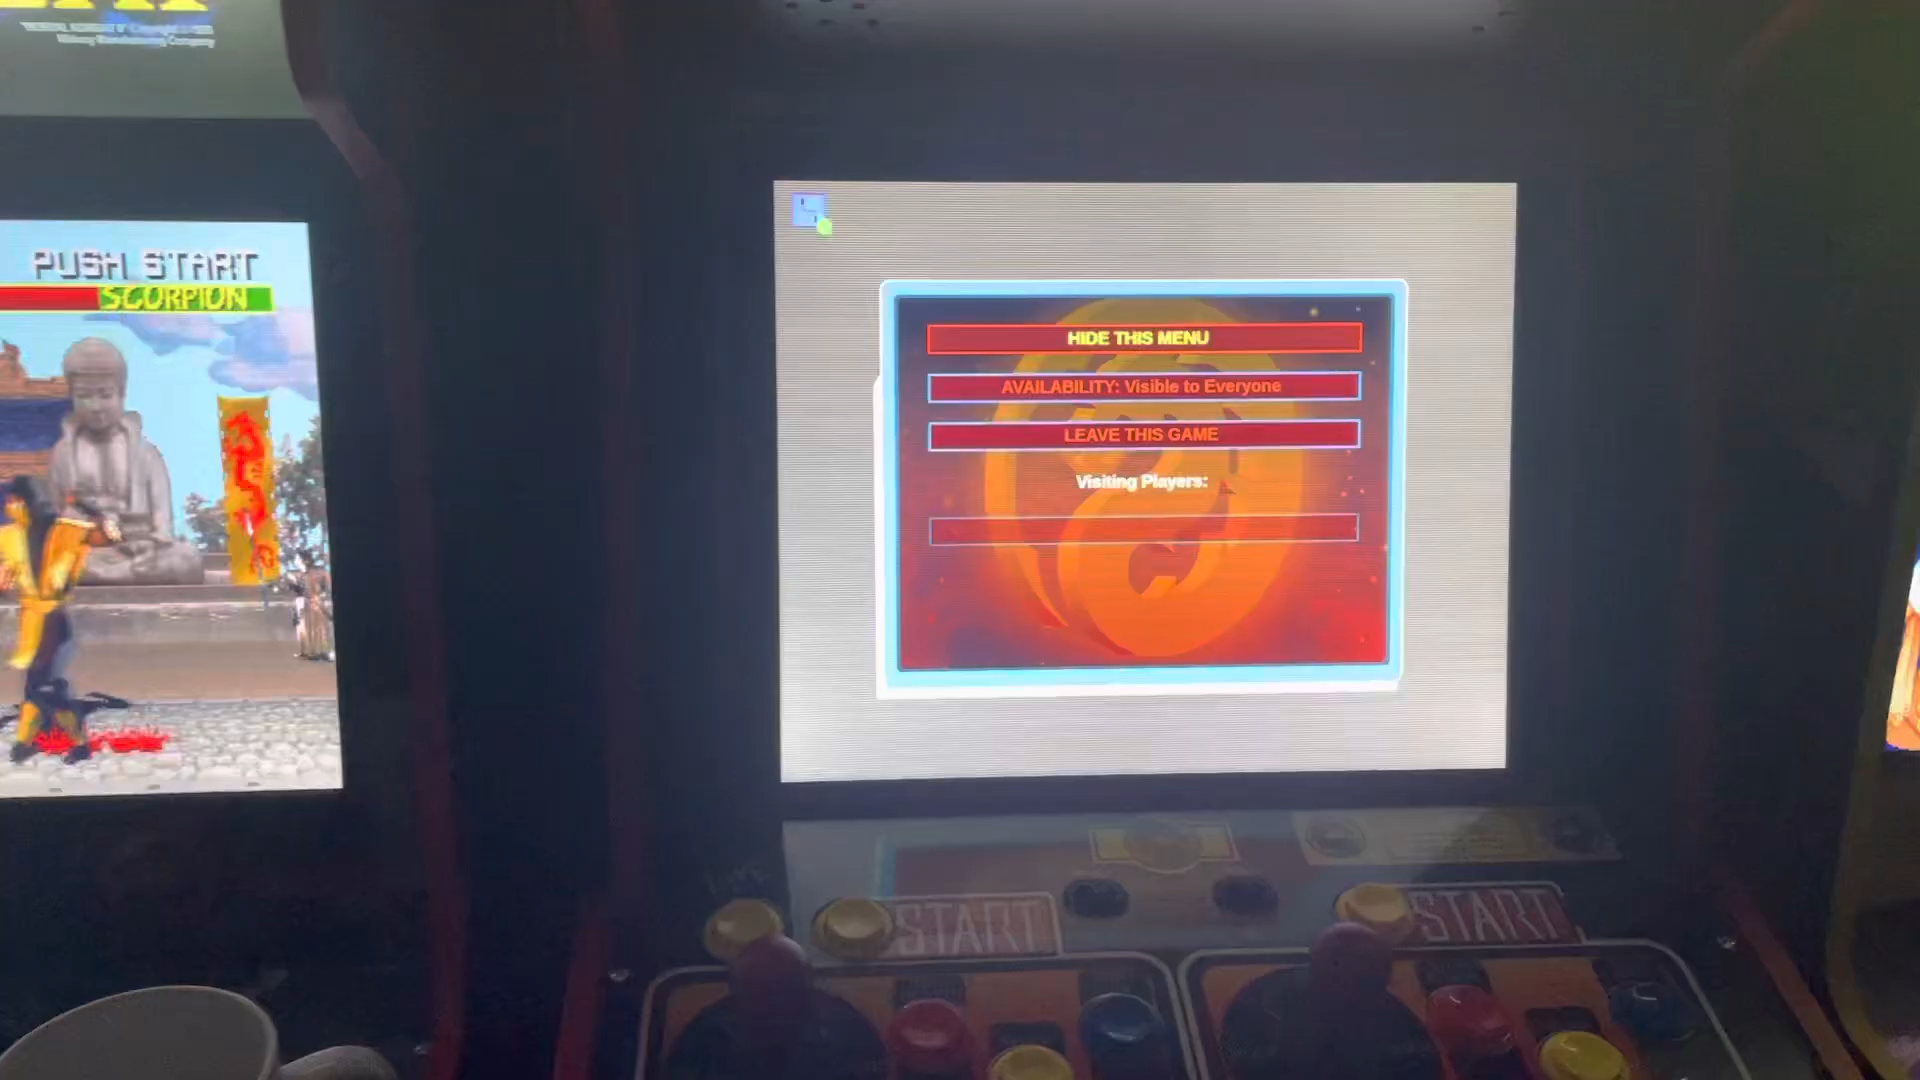 PUSH START
SCORPION
HIDE THIS MENU
AVAILABILITY: Visible to Everyone
LEAVE THIS GAME
Visiting Players:
START
START